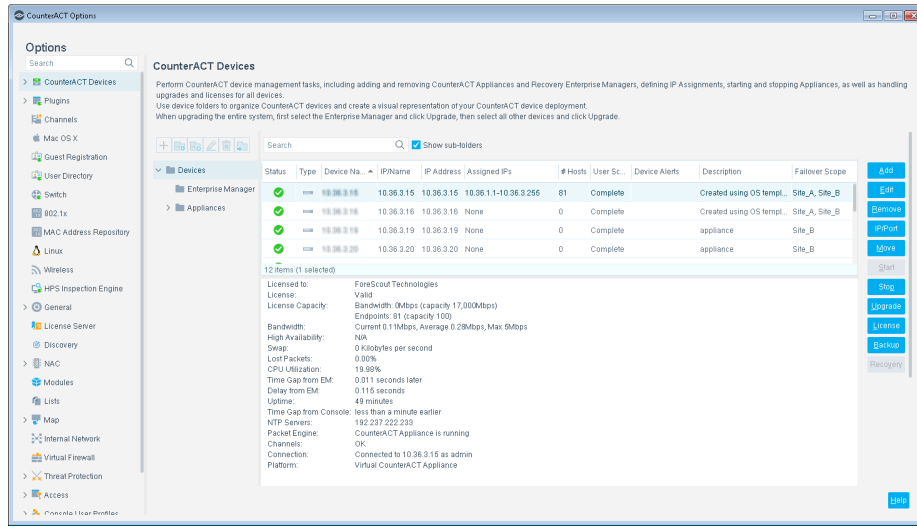 CounterACT Options
Options
Search
CounterACT Devices
Plugins
Channels
Mac OS X
Guest Registration
User Directory
Switch
802.1x
MAC Address Repository
Linux
Wireless
HPS Inspection Engine
General
License Server
Discovery
NAC
Modules
Lists
Map
Internal Network
Virtual Firewall
Threat Protection
Access
Console User Profiles
CounterACT Devices
Perform CounterACT device management tasks, including adding and removing CounterACT Appliances and Recovery Enterprise Managers, defining IP Assignments, starting and stopping Appliances, as well as handling
upgrades and licenses for all devices.
Use device folders to organize CounterACT devices and create a visual representation of your CounterACT device deployment.
When upgrading the entire system, first select the Enterprise Manager and click Upgrade, then select all other devices and click Upgrade.
Devices
Enterprise Manager
Appliances
Search
Show sub-folders
Status Type Device Na... IP/Name IP Address Assigned IPs # Hosts User Sc... Device Alerts Description Failover Scope
10.36.3.15 10.36.3.15 10.36.1.1-10.36.3.255 81 Complete Created using OS templ... Site_A, Site_B
10.36.3.16 10.36.3.16 None 0 Complete Created using OS templ... Site_A, Site_B
10.36.3.19 10.36.3.19 None 0 Complete appliance Site_B
10.36.3.20 10.36.3.20 None 0 Complete appliance Site_B
12 items (1 selected)
Licensed to: ForeScout Technologies
License: Valid
License Capacity: Bandwidth: 0Mbps (capacity 17,000Mbps)
Endpoints: 81 (capacity 100)
Bandwidth: Current 0.11Mbps, Average 0.28Mbps, Max 5Mbps
High Availability: N/A
Swap: 0 Kilobytes per second
Lost Packets: 0.00%
CPU Utilization: 19.98%
Time Gap from EM: 0.011 seconds later
Delay from EM: 0.115 seconds
Uptime: 49 minutes
Time Gap from Console: less than a minute earlier
NTP Servers: 192.237.222.233
Packet Engine: CounterACT Appliance is running
Channels: OK
Connection: Connected to 10.36.3.15 as admin
Platform: Virtual CounterACT Appliance
Add
Edit
Remove
IP/Port
Move
Start
Stop
Upgrade
License
Backup
Recovery
Help